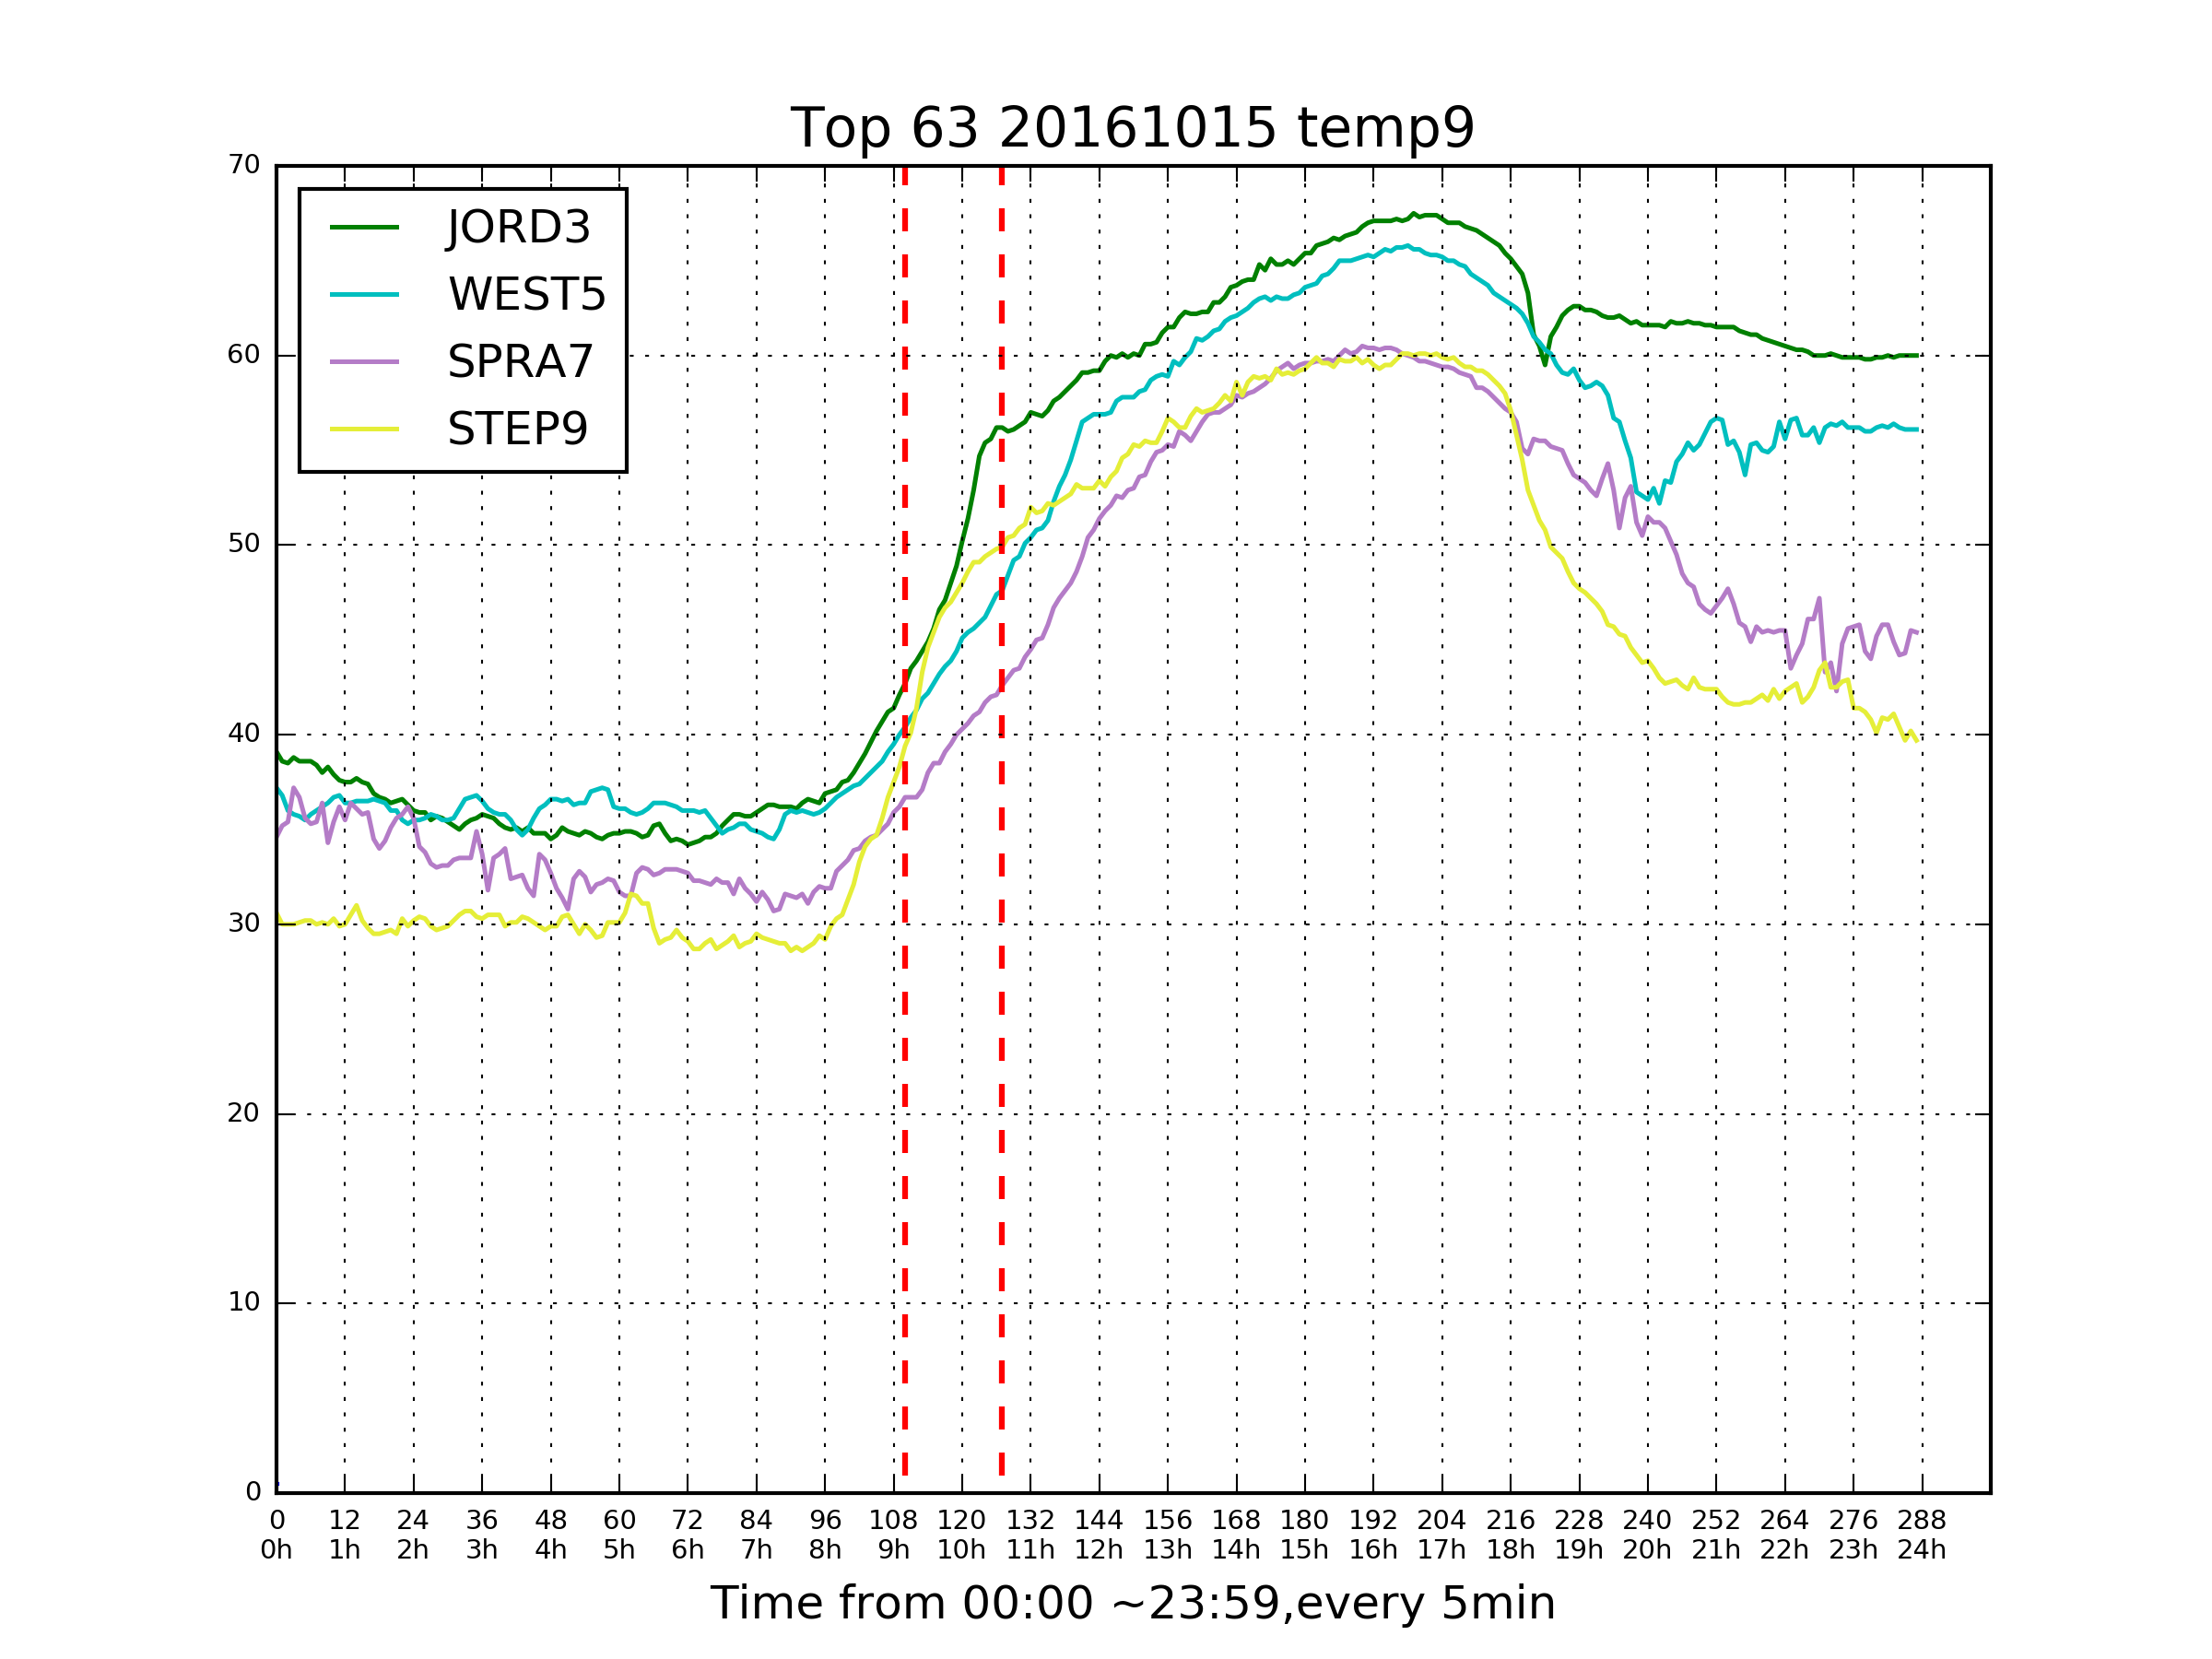 Top 63 20161015 temp9
70
60
50
40
30
20
10
0
JORD3
WEST5
SPRA7
STEP9
0 12 24 36 48 60 72 84 96 108 120 132 144 156 168 180 192 204 216 228 240 252 264 276 288
0h 1h 2h 3h 4h 5h 6h 7h 8h 9h 10h 11h 12h 13h 14h 15h 16h 17h 18h 19h 20h 21h 22h 23h 24h
Time from 00:00 ~23:59,every 5min